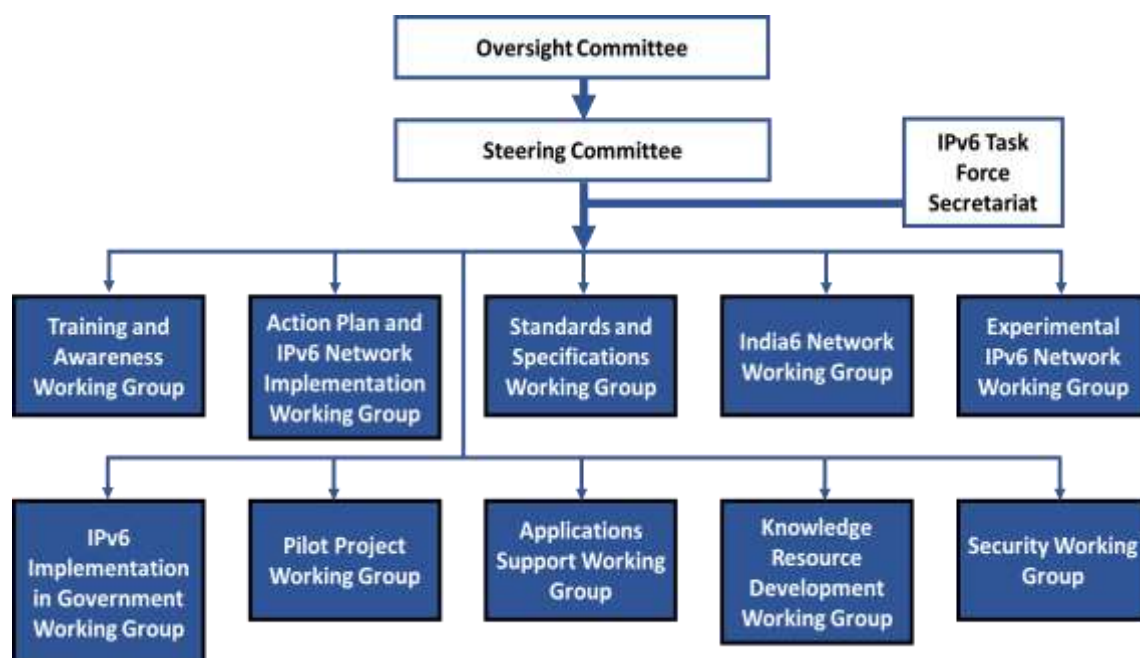 Oversight Committee
Steering Committee
IPv6 Task
Force
Secretariat
Training and
Awareness
Working Group
Action Plan and
IPv6 Network
Implementation
Working Group
Standards and
Specifications
Working Group
India6 Network
Working Group
Experimental
IPv6 Network
Working Group
IPv6
Implementation
in Government
Working Group
Pilot Project
Working Group
Applications
Support Working
Group
Knowledge
Resource
Development
Working Group
Security Working
Group